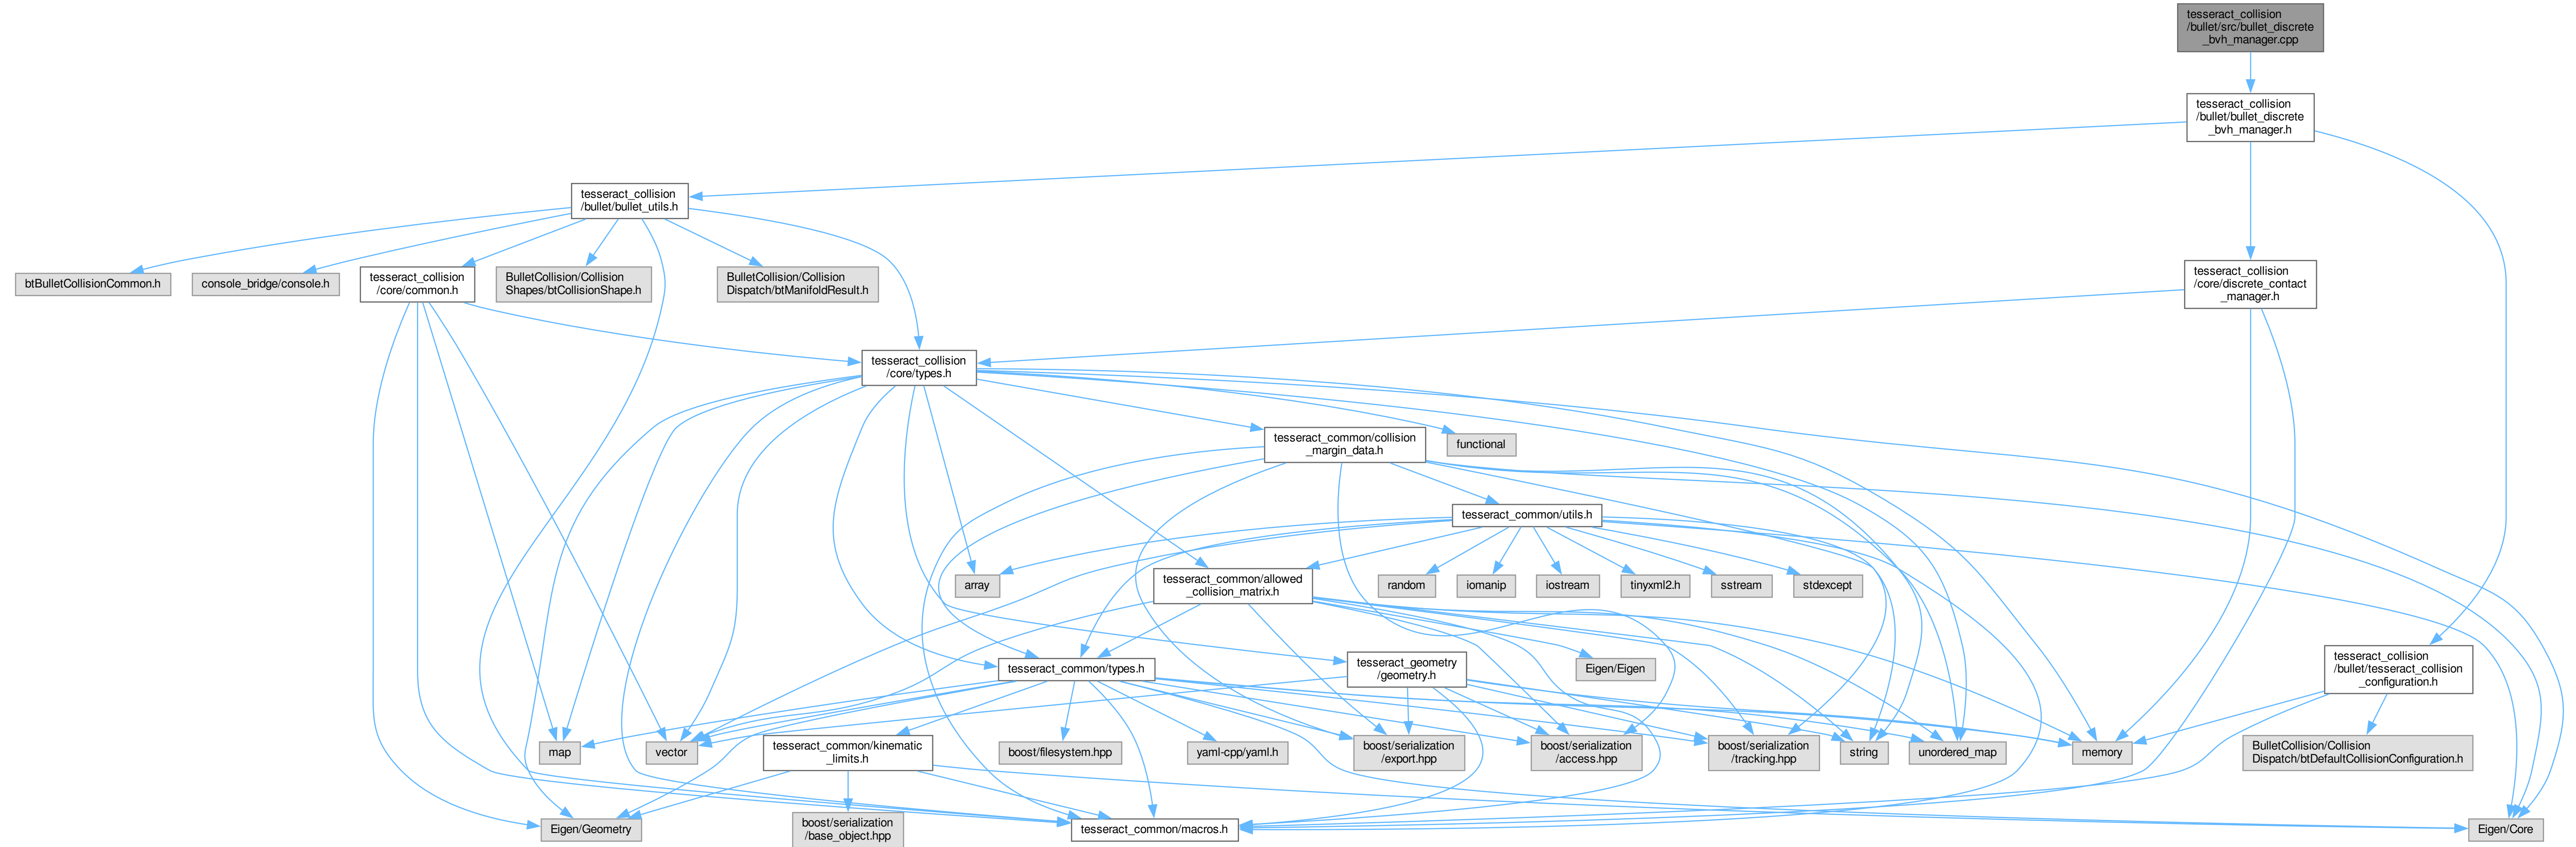 tesseract_collision
/bullet/src/bullet_discrete
_bvh_manager.cpp
tesseract_collision
/bullet/bullet_discrete
_bvh_manager.h
tesseract_collision
/bullet/bullet_utils.h
btBulletCollisionCommon.h
console_bridge/console.h
tesseract_collision
/core/common.h
BulletCollision/Collision
Shapes/btCollisionShape.h
BulletCollision/Collision
Dispatch/btManifoldResult.h
tesseract_collision
/core/discrete_contact
_manager.h
tesseract_collision
/core/types.h
tesseract_common/collision
_margin_data.h
functional
tesseract_common/utils.h
array
tesseract_common/allowed
_collision_matrix.h
random
iomanip
iostream
tinyxml2.h
sstream
stdexcept
tesseract_common/types.h
tesseract_geometry
/geometry.h
Eigen/Eigen
tesseract_collision
/bullet/tesseract_collision
_configuration.h
map
vector
tesseract_common/kinematic
_limits.h
boost/filesystem.hpp
yaml-cpp/yaml.h
boost/serialization
/export.hpp
boost/serialization
/access.hpp
boost/serialization
/tracking.hpp
string
unordered_map
memory
BulletCollision/Collision
Dispatch/btDefaultCollisionConfiguration.h
Eigen/Geometry
boost/serialization
/base_object.hpp
tesseract_common/macros.h
Eigen/Core